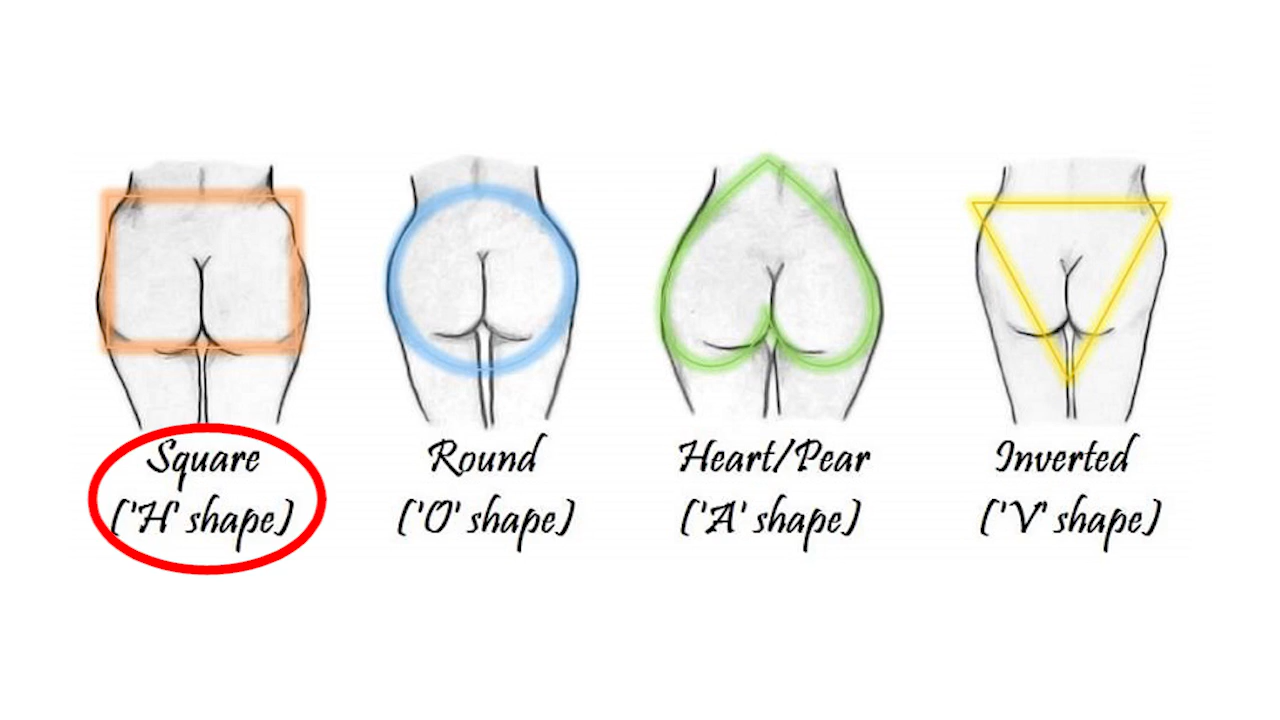 Square
('H' shape)
Round
('O' shape)
Heart/Pear
('A' shape)
Inverted
('V' shape)